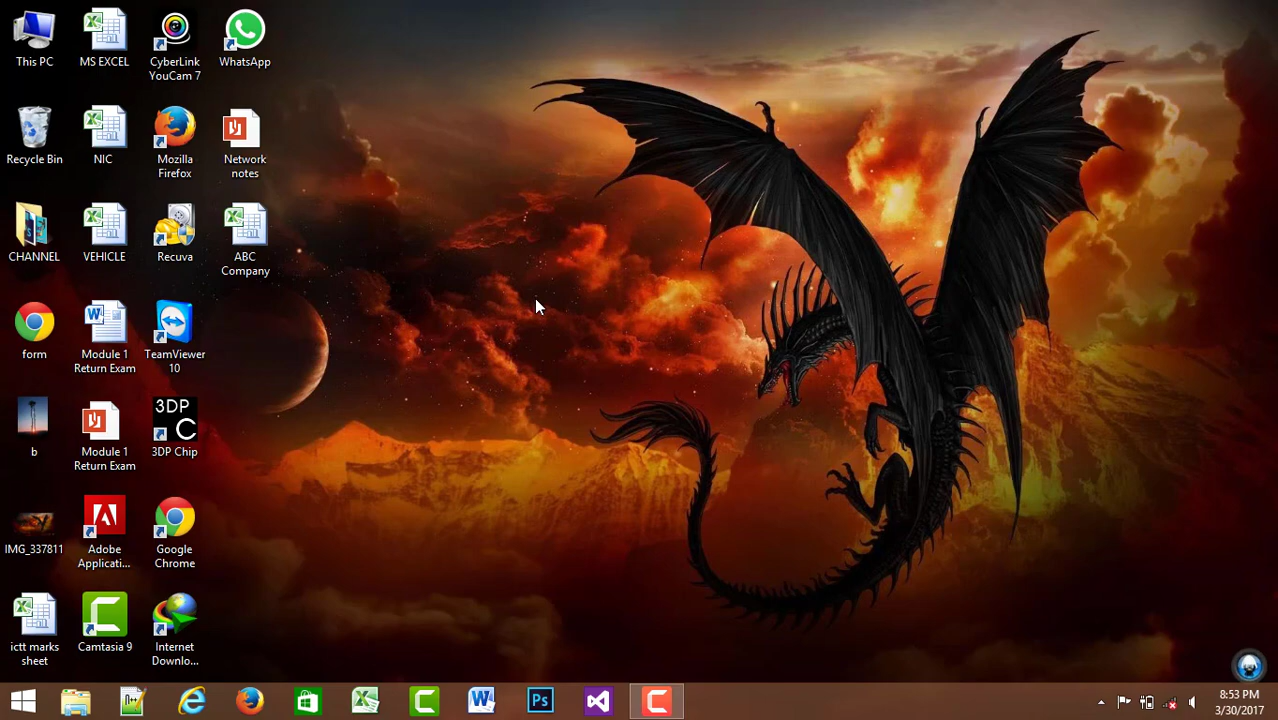 This PC
MS EXCEL
CyberLink
YouCam 7
WhatsApp
Recycle Bin
NIC
Mozilla
Firefox
Network
notes
CHANNEL
VEHICLE
Recuva
ABC
Company
form
Module 1
Return Exam
TeamViewer
10
b
Module 1
Return Exam
3DP
C
3DP Chip
IMG_337811
Adobe
Applicati...
Google
Chrome
ictt marks
sheet
Camtasia 9
Internet
Downlo...
N++
W
Ps
C
8:53 PM
3/30/2017